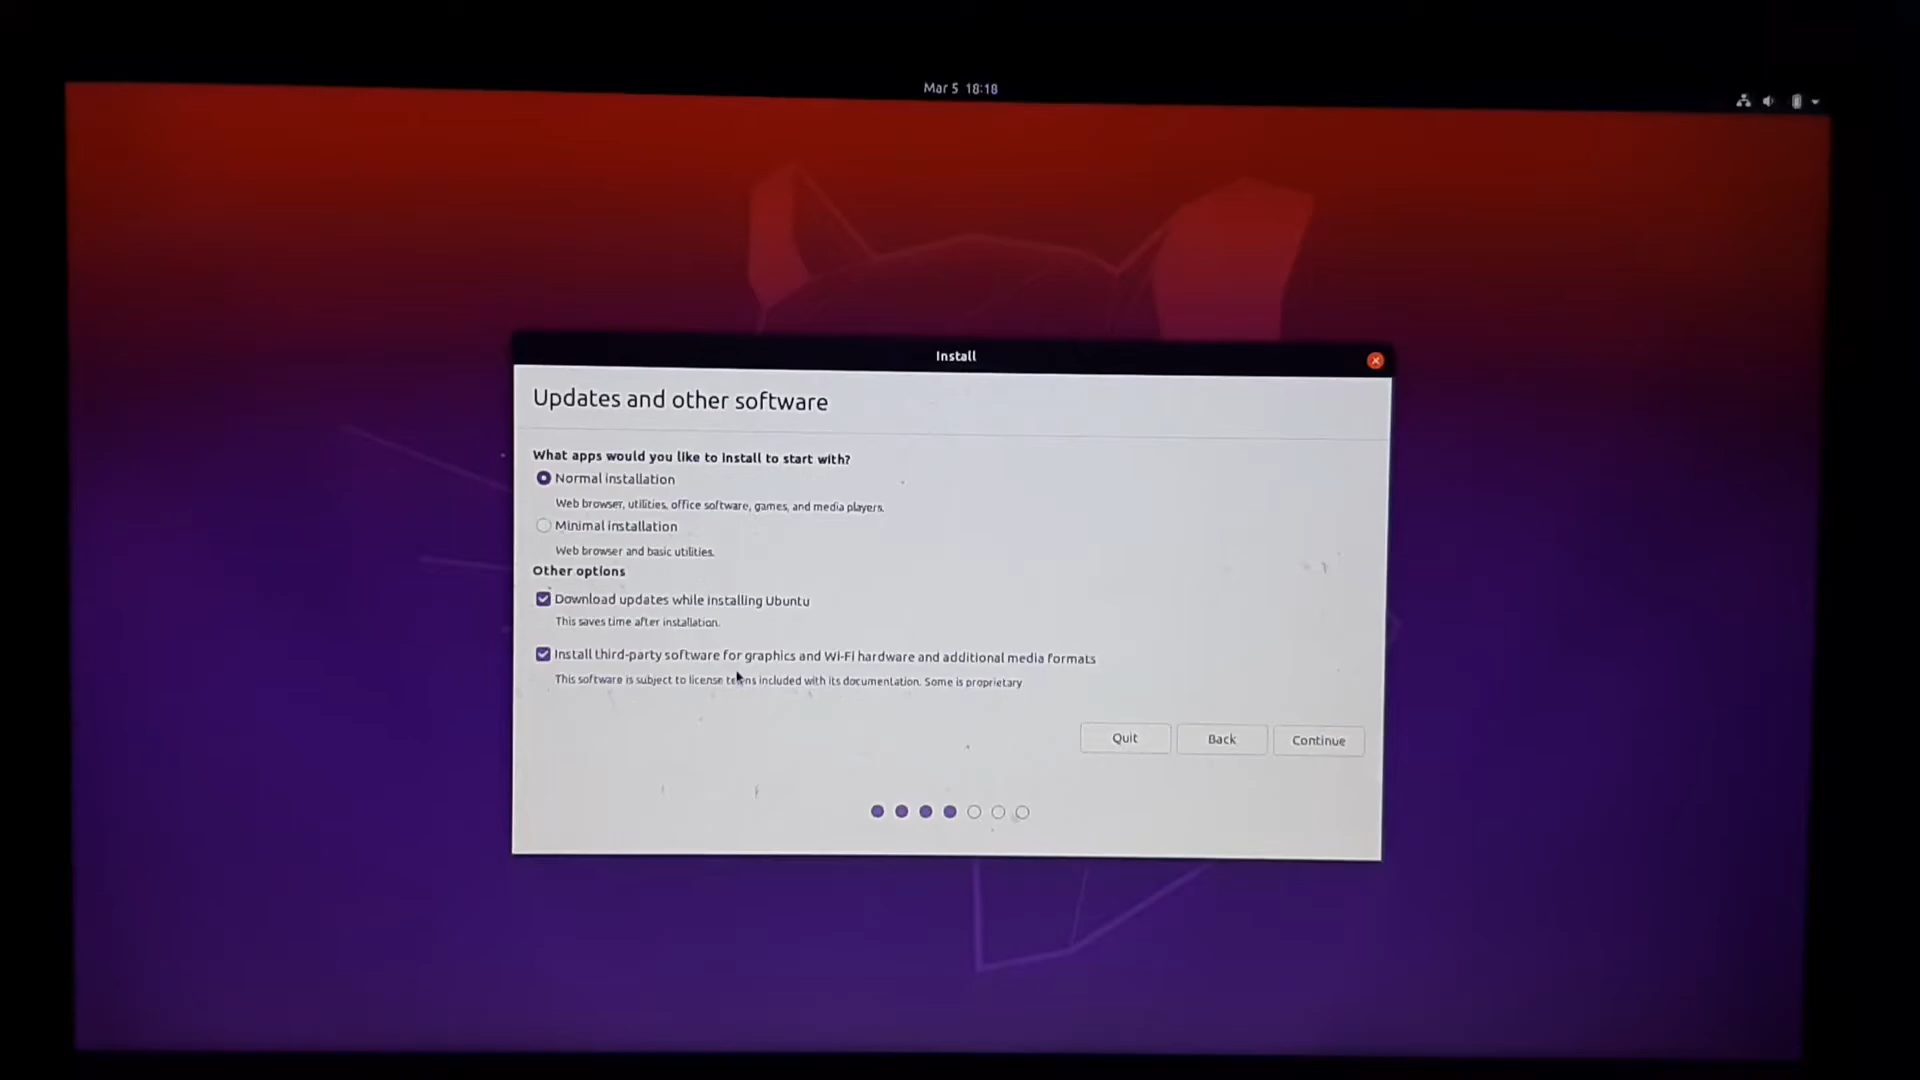 Mar 5 18:18
Install
Updates and other software
What apps would you like to install to start with?
Normal installation
Web browser, utilities, office software, games, and media players.
Minimal installation
Web browser and basic utilities.
Other options
Download updates while installing Ubuntu
This saves time after installation.
Install third-party software for graphics and Wi-Fi hardware and additional media formats
This software is subject to license terms included with its documentation. Some is proprietary
Quit Back Continue